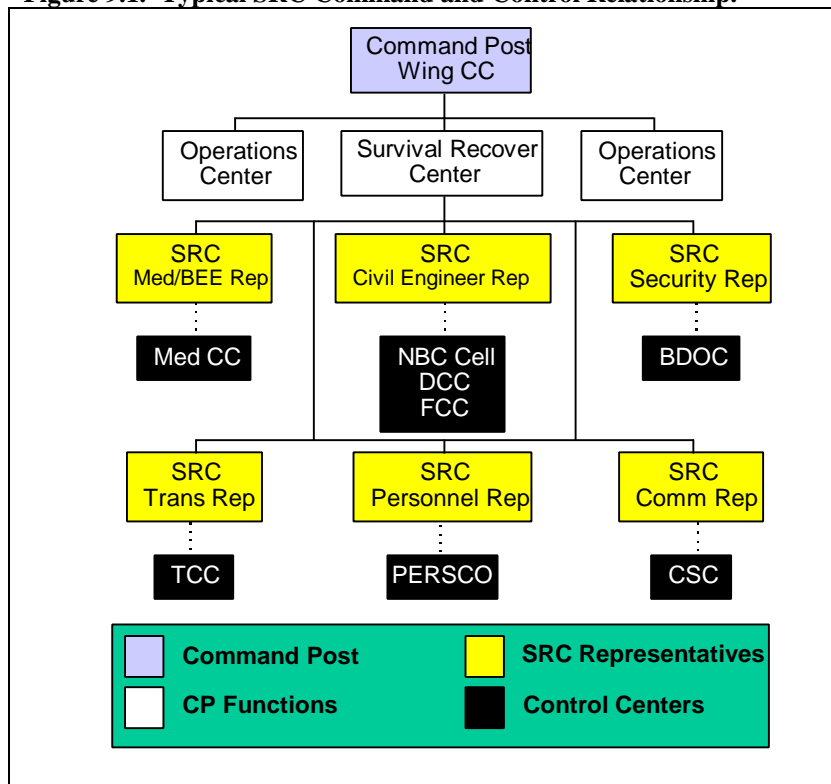 Figure 9.1. Typical SRC Command and Control Relationship.
Command Post
Wing CC
Operations
Center
Survival Recover
Center
Operations
Center
SRC
Med/BEE Rep
SRC
Civil Engineer Rep
SRC
Security Rep
Med CC
NBC Cell
DCC
FCC
BDOC
SRC
Trans Rep
SRC
Personnel Rep
SRC
Comm Rep
TCC
PERSCO
CSC
Command Post
SRC Representatives
CP Functions
Control Centers